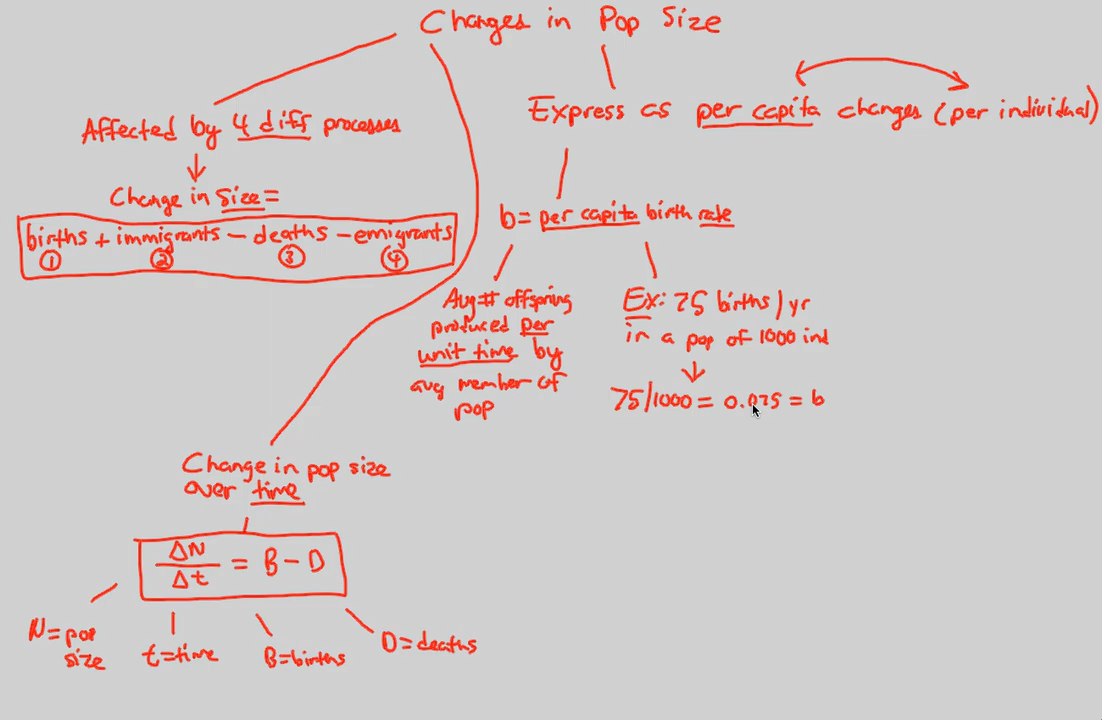 Changes in Pop Size
Affected by 4 diff processes
Change in size =
births + immigrants - deaths - emigrants
① ② ③ ④
Express as per capita changes (per individual)
b = per capita birth rate
Avg # offspring
produced per
unit time by
avg member of
pop
Ex: 75 births / yr
in a pop of 1000 ind
75/1000 = 0.075 = b
Change in pop size
over time
ΔN
Δt
= B - D
N = pop
size
t = time
B = births
D = deaths